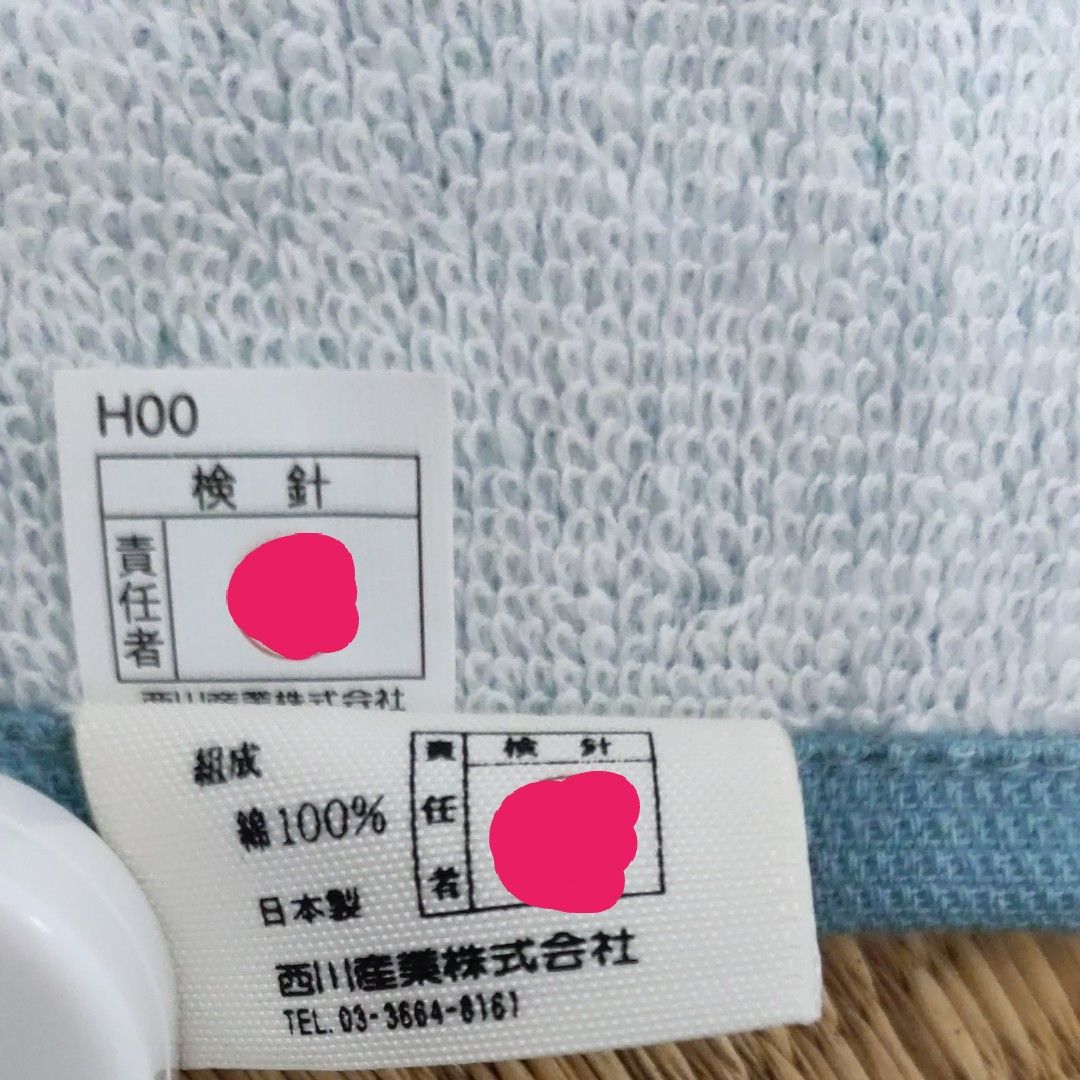 H00
検 針
責任者
西川産業株式会社
組成
綿100%
日本製
責任者
検 針
西川産業株式会社
TEL. 03-3664-8161